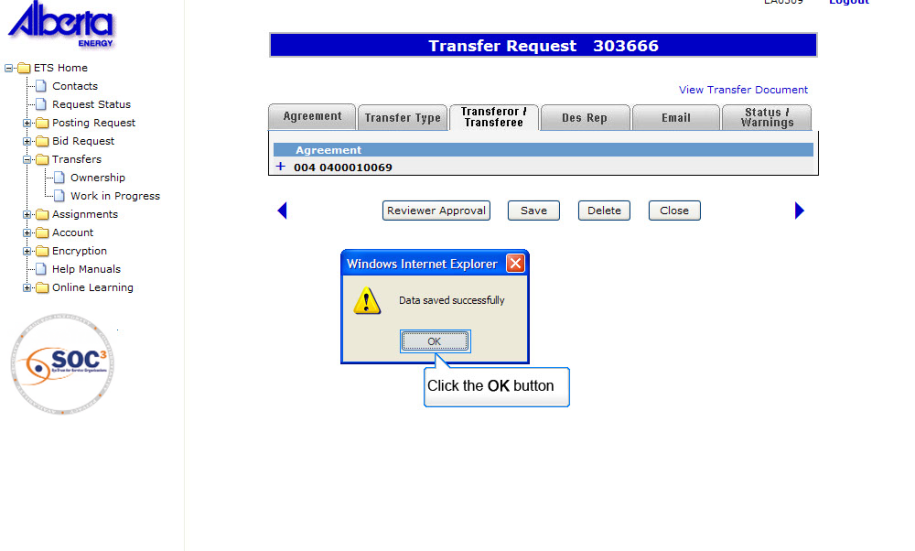 Alberta
ENERGY
Logout
Transfer Request 303666
ETS Home
Contacts
Request Status
Posting Request
Bid Request
Transfers
Ownership
Work in Progress
Assignments
Account
Encryption
Help Manuals
Online Learning
View Transfer Document
Agreement
Transfer Type
Transferor /
Transferee
Des Rep
Email
Status /
Warnings
Agreement
+ 004 0400010069
Reviewer Approval
Save
Delete
Close
Windows Internet Explorer
Data saved successfully
OK
Click the OK button
SOC3